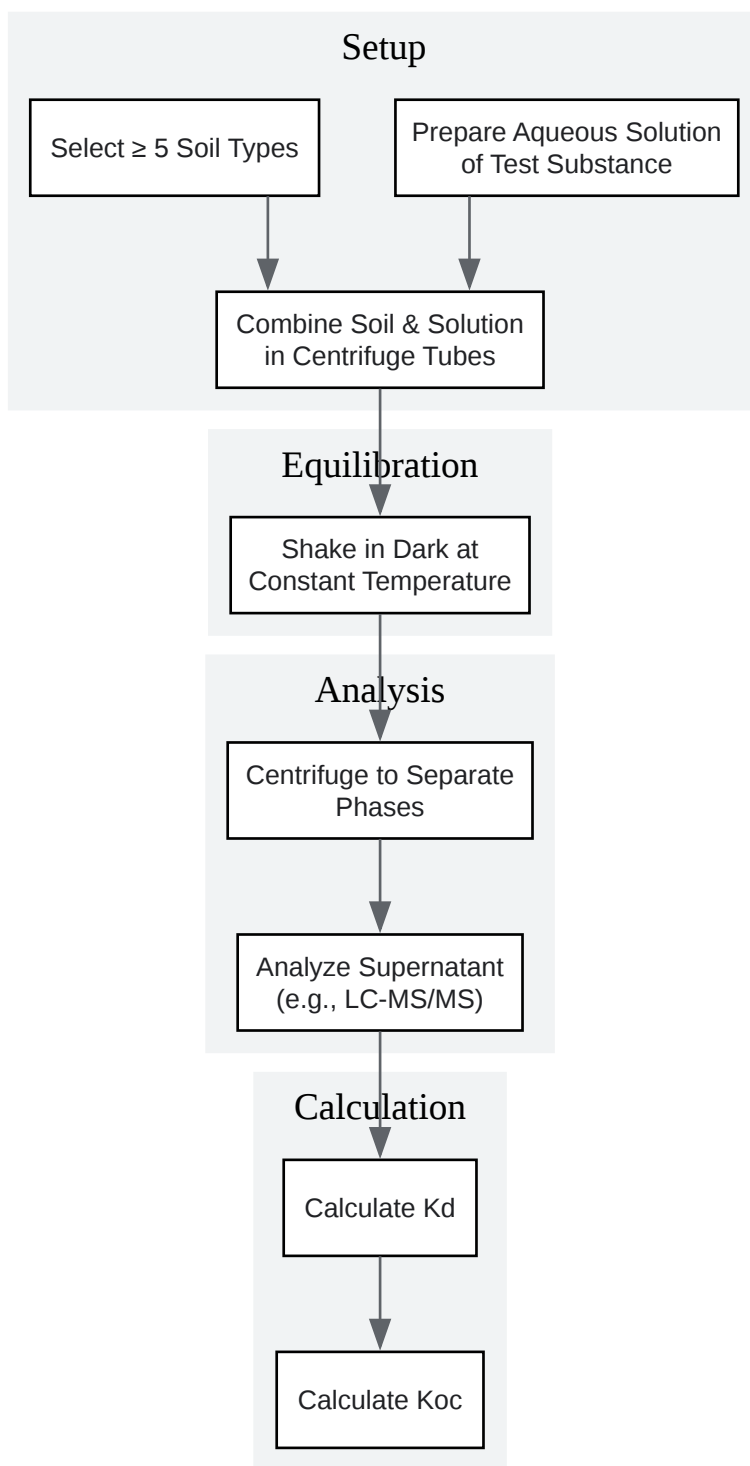 Setup
Select ≥ 5 Soil Types
Prepare Aqueous Solution
of Test Substance
Combine Soil & Solution
in Centrifuge Tubes
Equilibration
Shake in Dark at
Constant Temperature
Analysis
Centrifuge to Separate
Phases
Analyze Supernatant
(e.g., LC-MS/MS)
Calculation
Calculate Kd
Calculate Koc